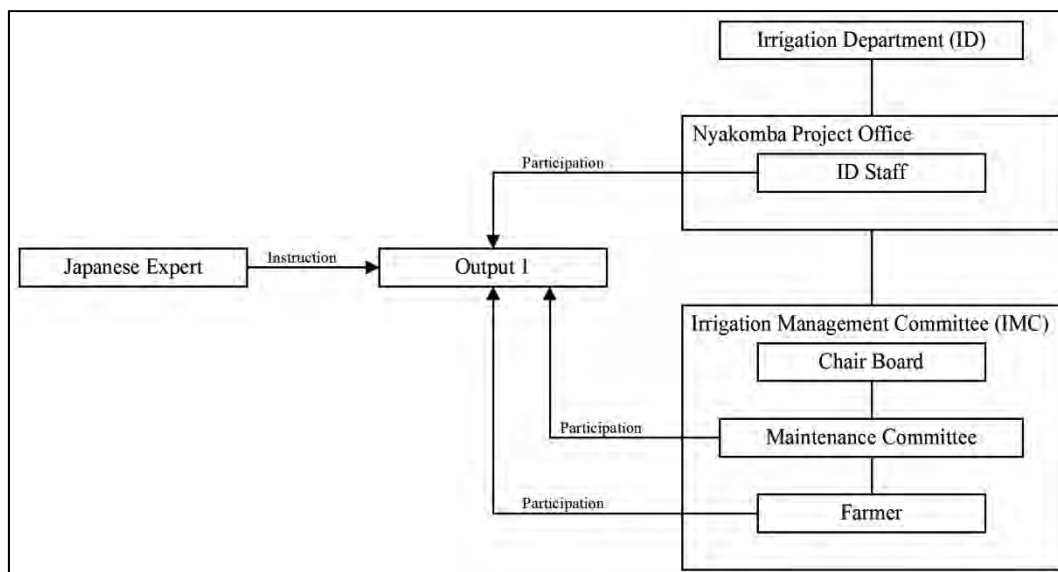 Irrigation Department (ID)
Nyakomba Project Office
Participation
ID Staff
Japanese Expert
Instruction
Output 1
Irrigation Management Committee (IMC)
Chair Board
Participation
Maintenance Committee
Participation
Farmer